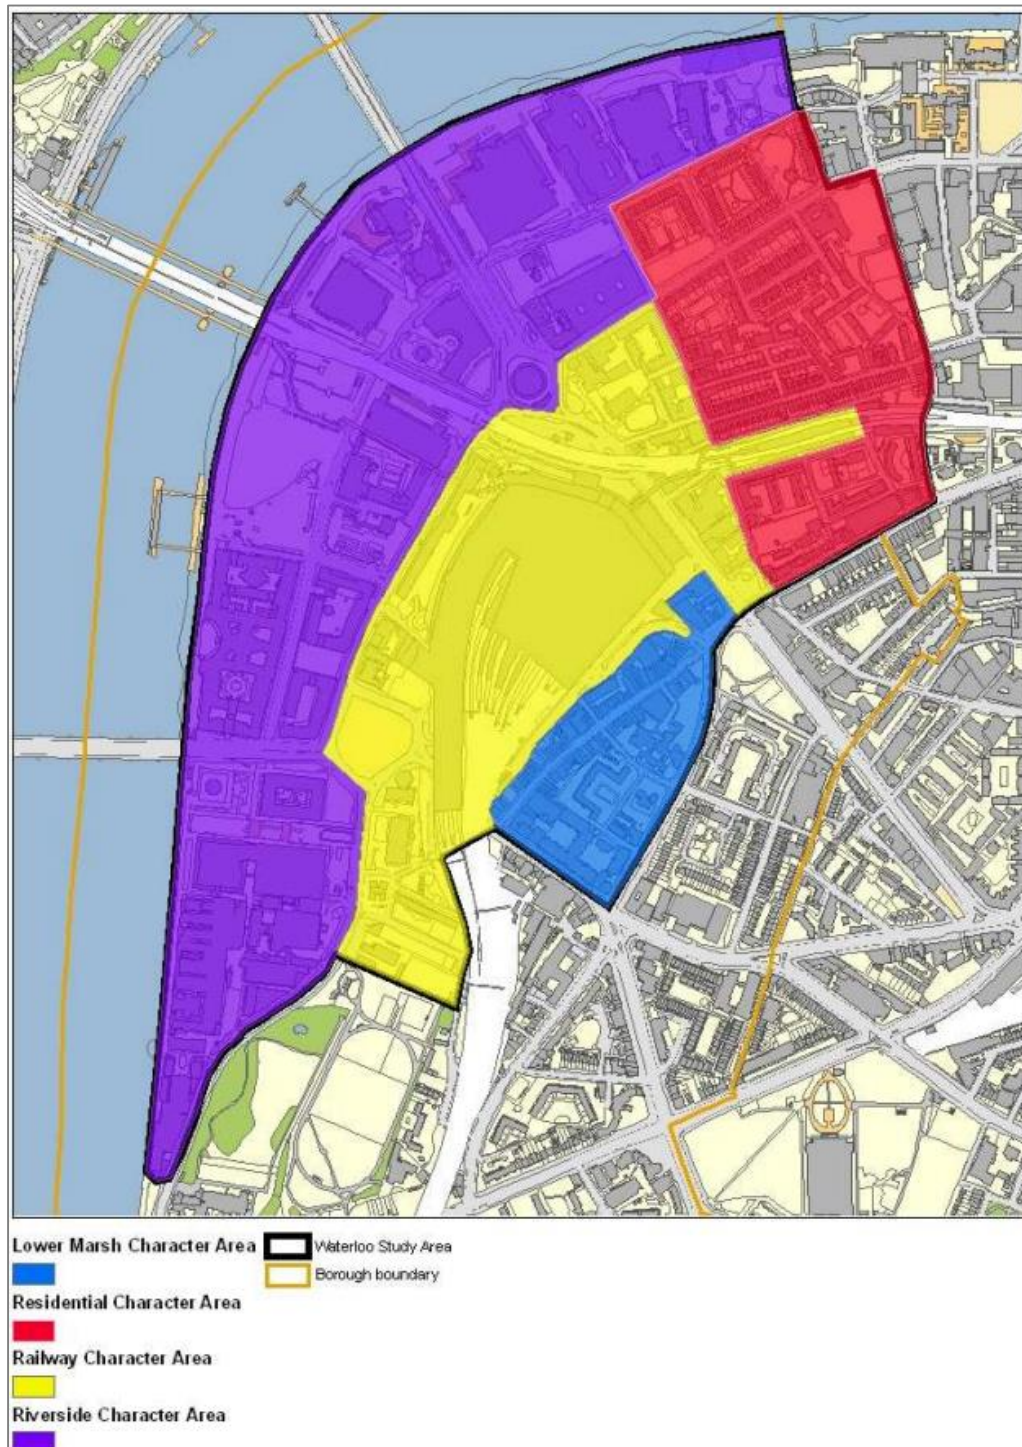 Lower Marsh Character Area
Waterloo Study Area
Borough boundary
Residential Character Area
Railway Character Area
Riverside Character Area